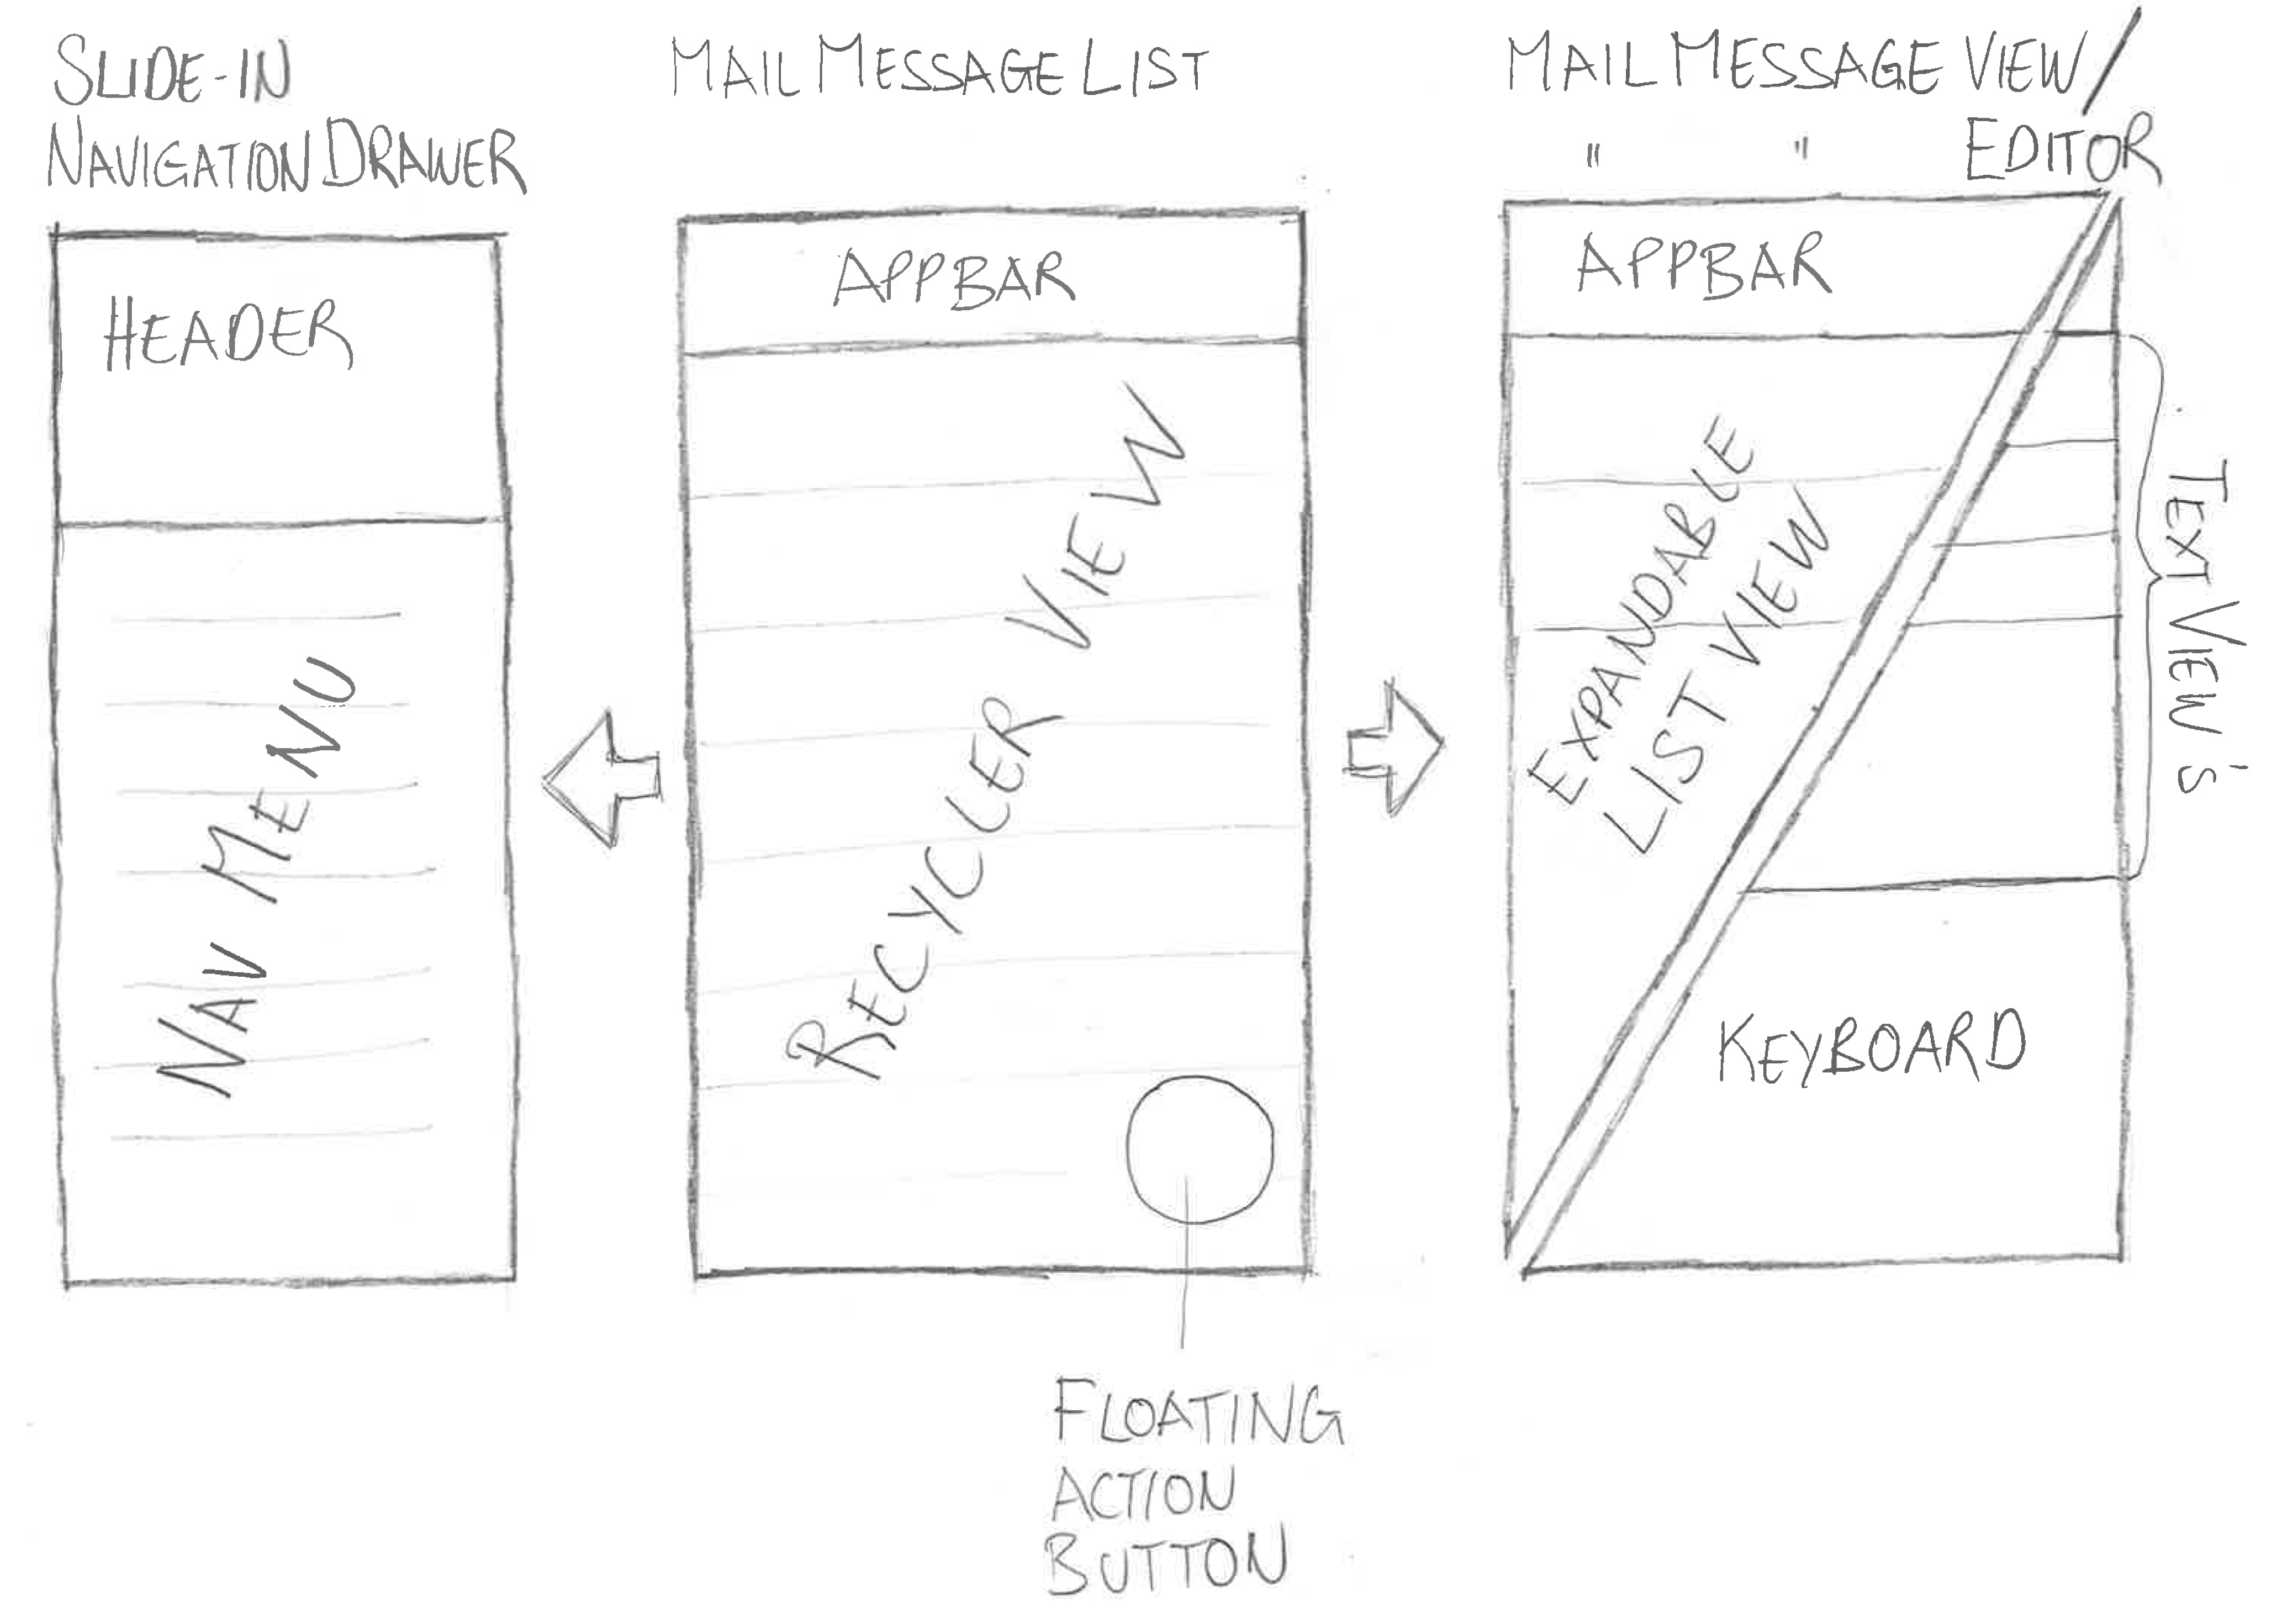 SLIDE-IN
NAVIGATION DRAWER
HEADER
NAV MENU
MAIL MESSAGE LIST
APPBAR
RECYCLER VIEW
FLOATING
ACTION
BUTTON
MAIL MESSAGE VIEW /
" " EDITOR
APPBAR
EXPANDABLE
LIST VIEW
TEXT VIEW'S
KEYBOARD